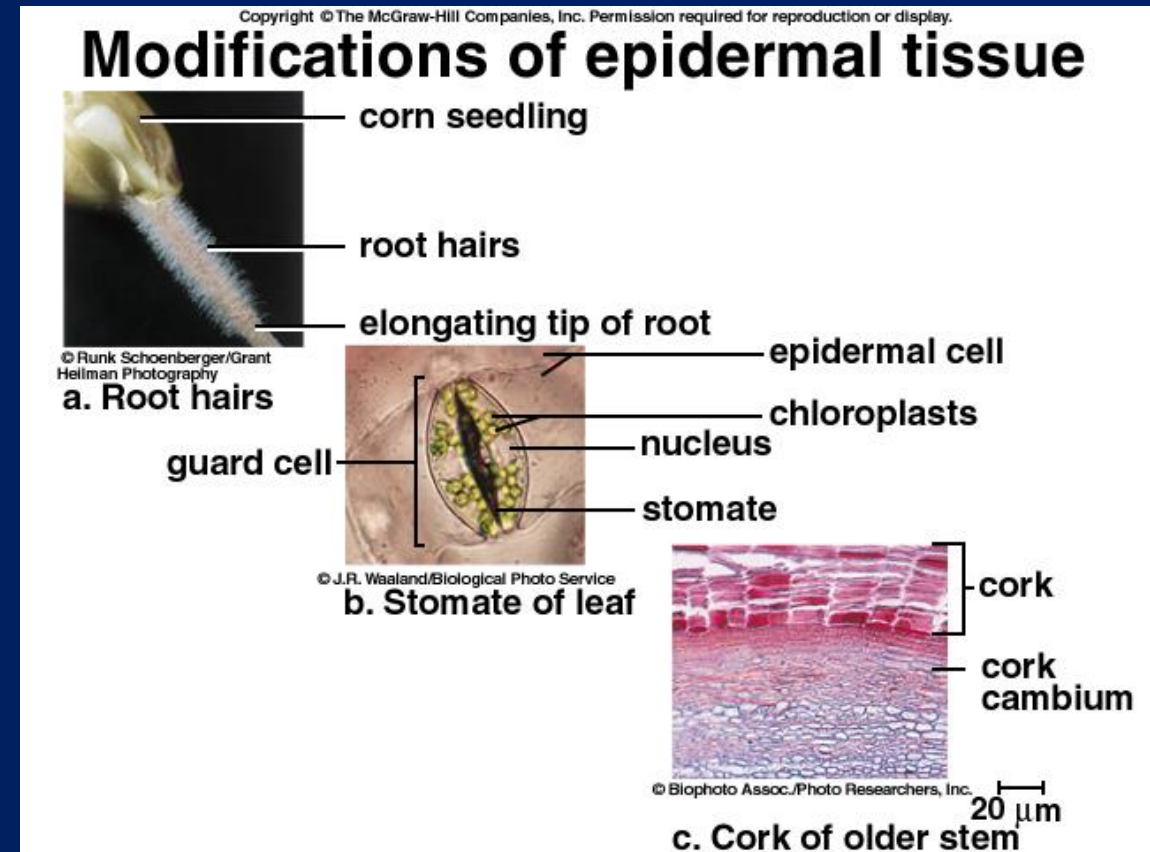 Copyright © The McGraw-Hill Companies, Inc. Permission required for reproduction or display.
Modifications of epidermal tissue
corn seedling
root hairs
elongating tip of root
© Runk Schoenberger/Grant
Heilman Photography
a. Root hairs
epidermal cell
chloroplasts
nucleus
guard cell
stomate
© J.R. Waaland/Biological Photo Service
b. Stomate of leaf
cork
cork
cambium
© Biophoto Assoc./Photo Researchers, Inc.
20 μm
c. Cork of older stem